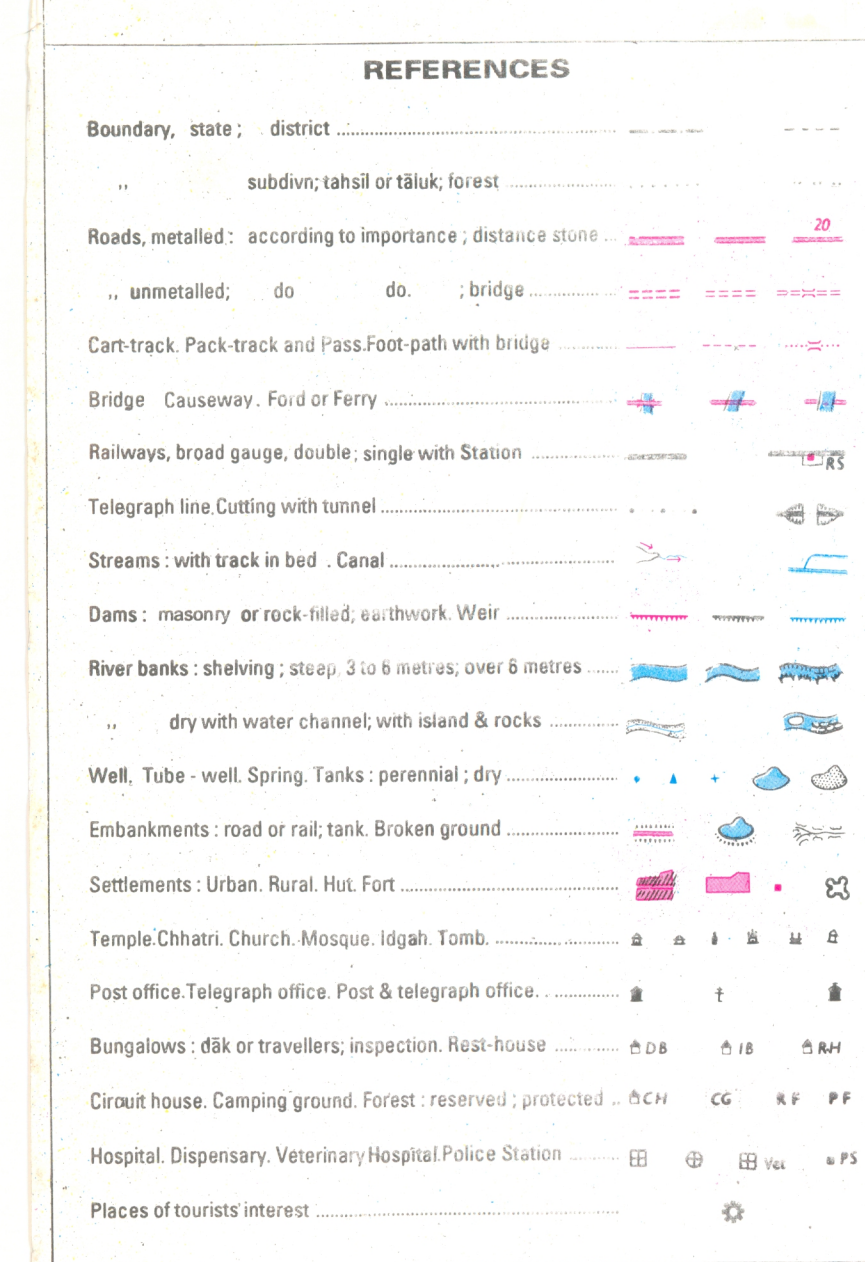 REFERENCES
Boundary, state ; district
,, subdivn; tahsil or tāluk; forest
Roads, metalled : according to importance ; distance stone 20
,, unmetalled; do do. ; bridge
Cart-track. Pack-track and Pass.Foot-path with bridge
Bridge Causeway. Ford or Ferry
Railways, broad gauge, double; single with Station RS
Telegraph line.Cutting with tunnel
Streams : with track in bed . Canal
Dams : masonry or rock-filled; earthwork. Weir
River banks : shelving ; steep, 3 to 6 metres; over 6 metres
,, dry with water channel; with island & rocks
Well. Tube - well. Spring. Tanks : perennial ; dry
Embankments : road or rail; tank. Broken ground
Settlements : Urban. Rural. Hut. Fort
Temple.Chhatri. Church. Mosque. Idgah. Tomb.
Post office.Telegraph office. Post & telegraph office.
Bungalows : dāk or travellers; inspection. Rest-house DB IB RH
Circuit house. Camping ground. Forest : reserved ; protected CH CG RF PF
Hospital. Dispensary. Veterinary Hospital.Police Station Vet PS
Places of tourists' interest